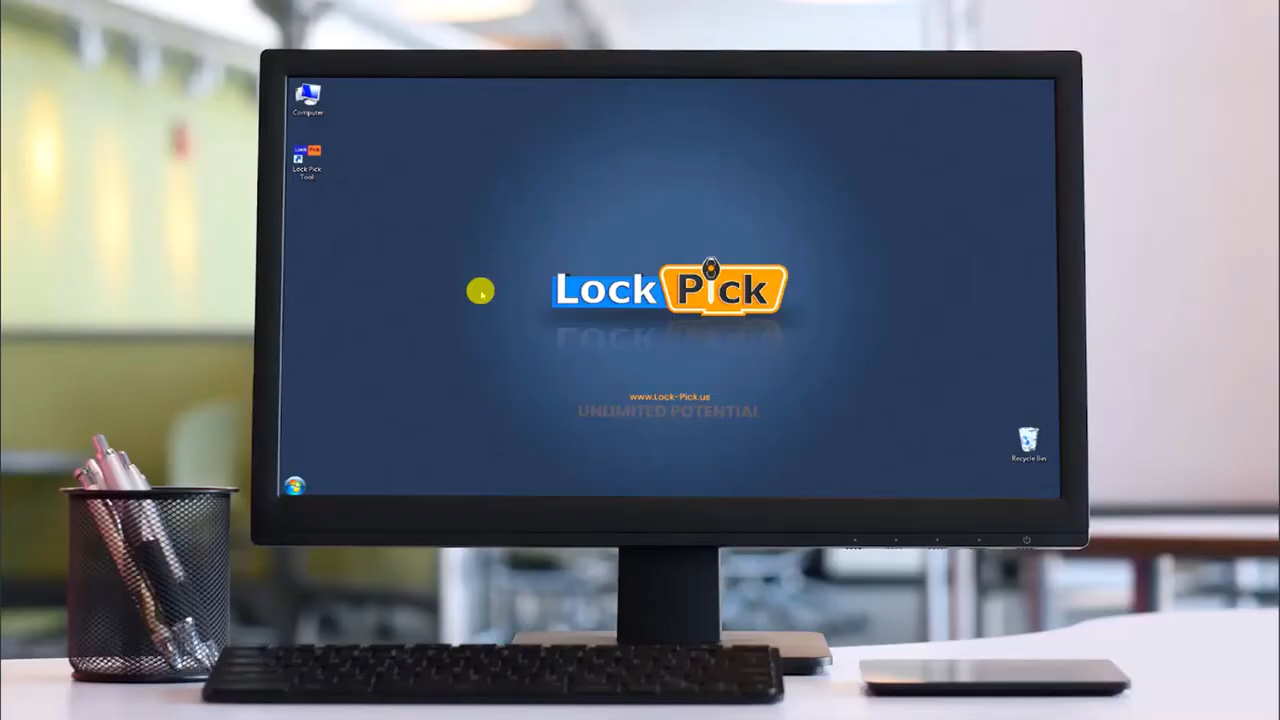 Computer
Lock Pick
Lock Pick
Tool
Lock Pick
www.Lock-Pick.us
UNLIMITED POTENTIAL
Recycle Bin